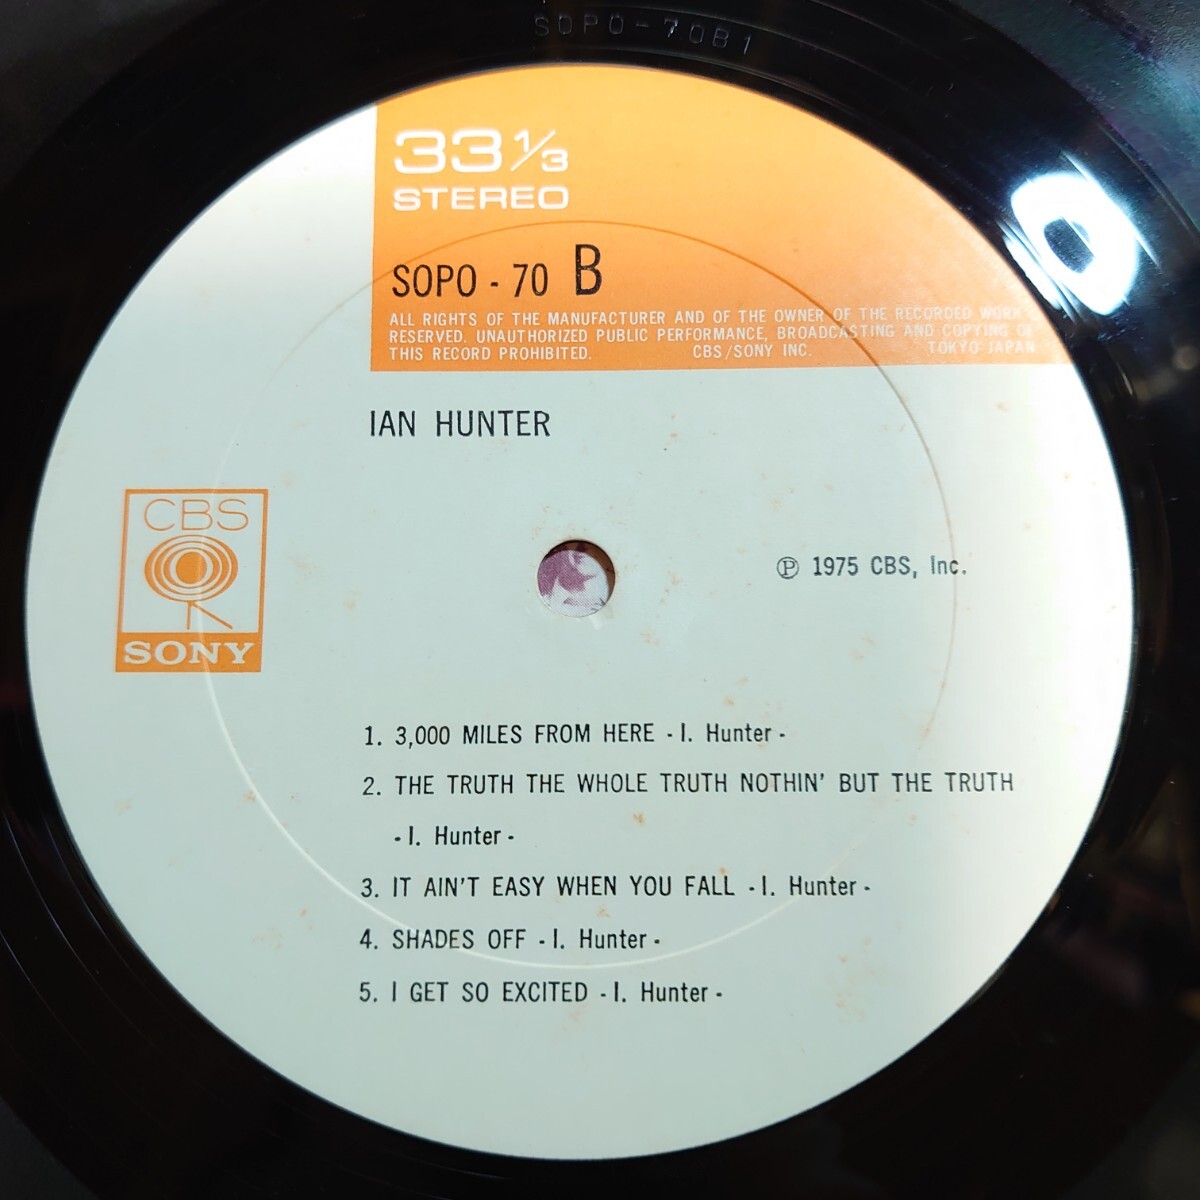 SOPO-70B1
33 1/3
STEREO
SOPO - 70 B
ALL RIGHTS OF THE MANUFACTURER AND OF THE OWNER OF THE RECORDED WORK
RESERVED. UNAUTHORIZED PUBLIC PERFORMANCE, BROADCASTING AND COPYING OF
THIS RECORD PROHIBITED. CBS/SONY INC. TOKYO JAPAN
IAN HUNTER
CBS
SONY
℗ 1975 CBS, Inc.
1. 3,000 MILES FROM HERE - I. Hunter -
2. THE TRUTH THE WHOLE TRUTH NOTHIN' BUT THE TRUTH
- I. Hunter -
3. IT AIN'T EASY WHEN YOU FALL - I. Hunter -
4. SHADES OFF - I. Hunter -
5. I GET SO EXCITED - I. Hunter -